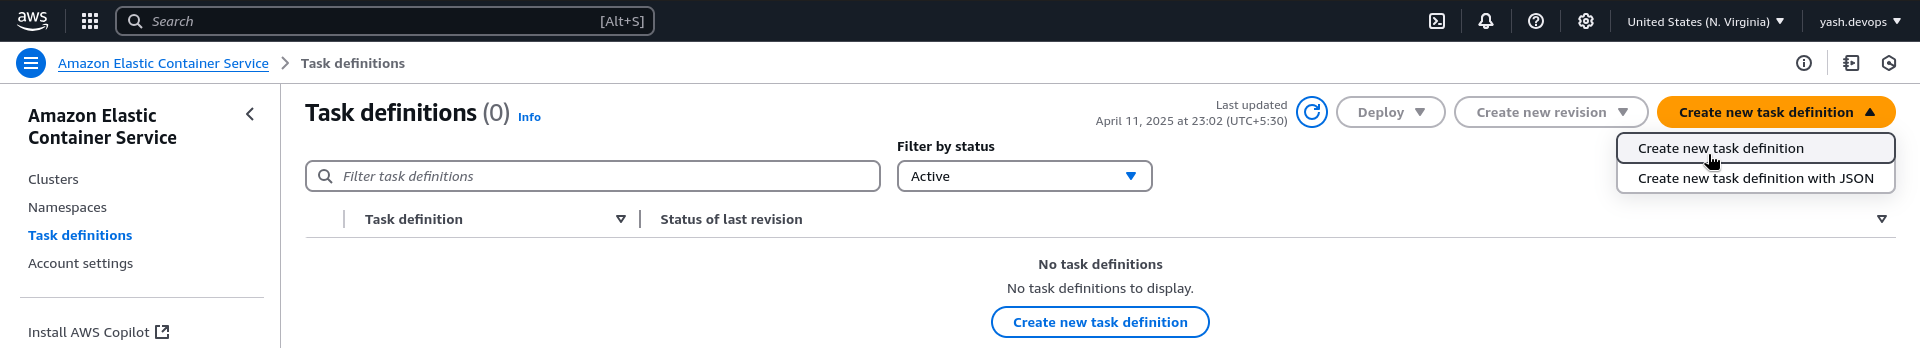 aws
Search [Alt+S]
United States (N. Virginia)
yash.devops
Amazon Elastic Container Service
Task definitions
Amazon Elastic
Container Service
Clusters
Namespaces
Task definitions
Account settings
Install AWS Copilot
Task definitions (0) Info
Last updated
April 11, 2025 at 23:02 (UTC+5:30)
Deploy
Create new revision
Create new task definition
Create new task definition
Create new task definition with JSON
Filter by status
Filter task definitions
Active
Task definition
Status of last revision
No task definitions
No task definitions to display.
Create new task definition